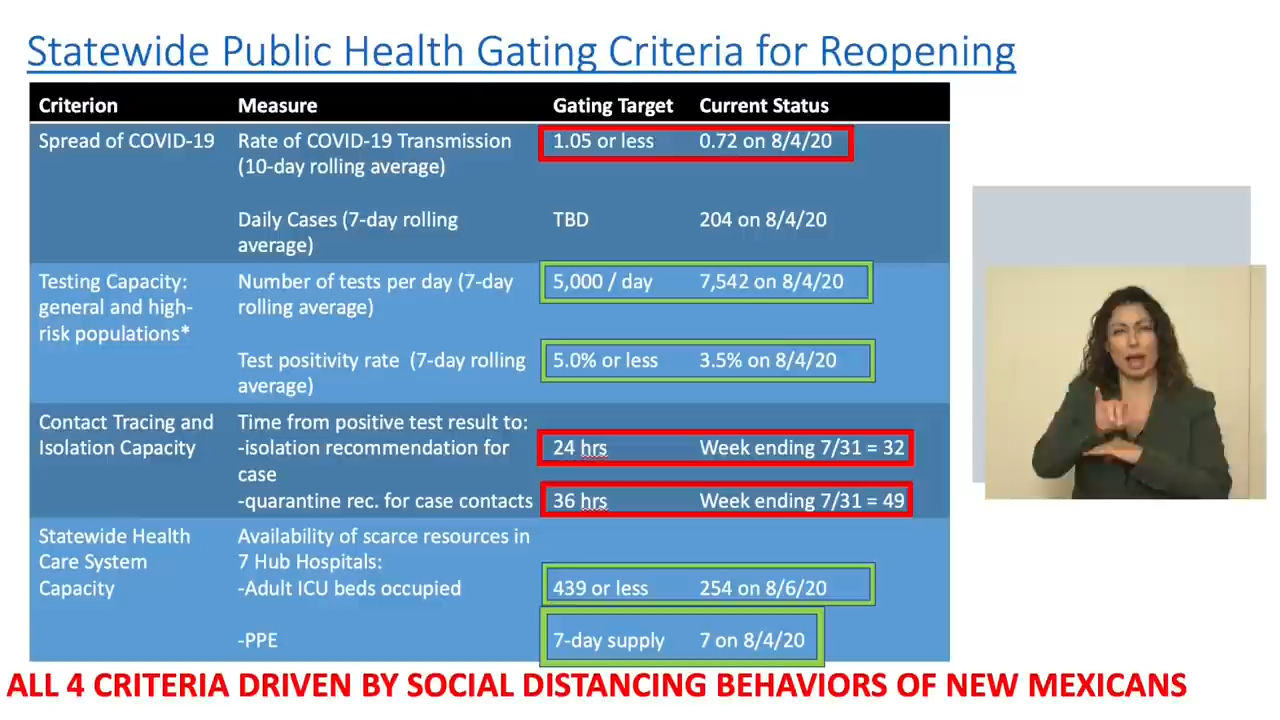 Statewide Public Health Gating Criteria for Reopening
Criterion Measure Gating Target Current Status
Spread of COVID-19 Rate of COVID-19 Transmission 1.05 or less 0.72 on 8/4/20
(10-day rolling average)
Daily Cases (7-day rolling TBD 204 on 8/4/20
average)
Testing Capacity: Number of tests per day (7-day 5,000 / day 7,542 on 8/4/20
general and high- rolling average)
risk populations*
Test positivity rate (7-day rolling 5.0% or less 3.5% on 8/4/20
average)
Contact Tracing and Time from positive test result to:
Isolation Capacity -isolation recommendation for 24 hrs Week ending 7/31 = 32
case
-quarantine rec. for case contacts 36 hrs Week ending 7/31 = 49
Statewide Health Availability of scarce resources in
Care System 7 Hub Hospitals:
Capacity -Adult ICU beds occupied 439 or less 254 on 8/6/20
-PPE 7-day supply 7 on 8/4/20
ALL 4 CRITERIA DRIVEN BY SOCIAL DISTANCING BEHAVIORS OF NEW MEXICANS